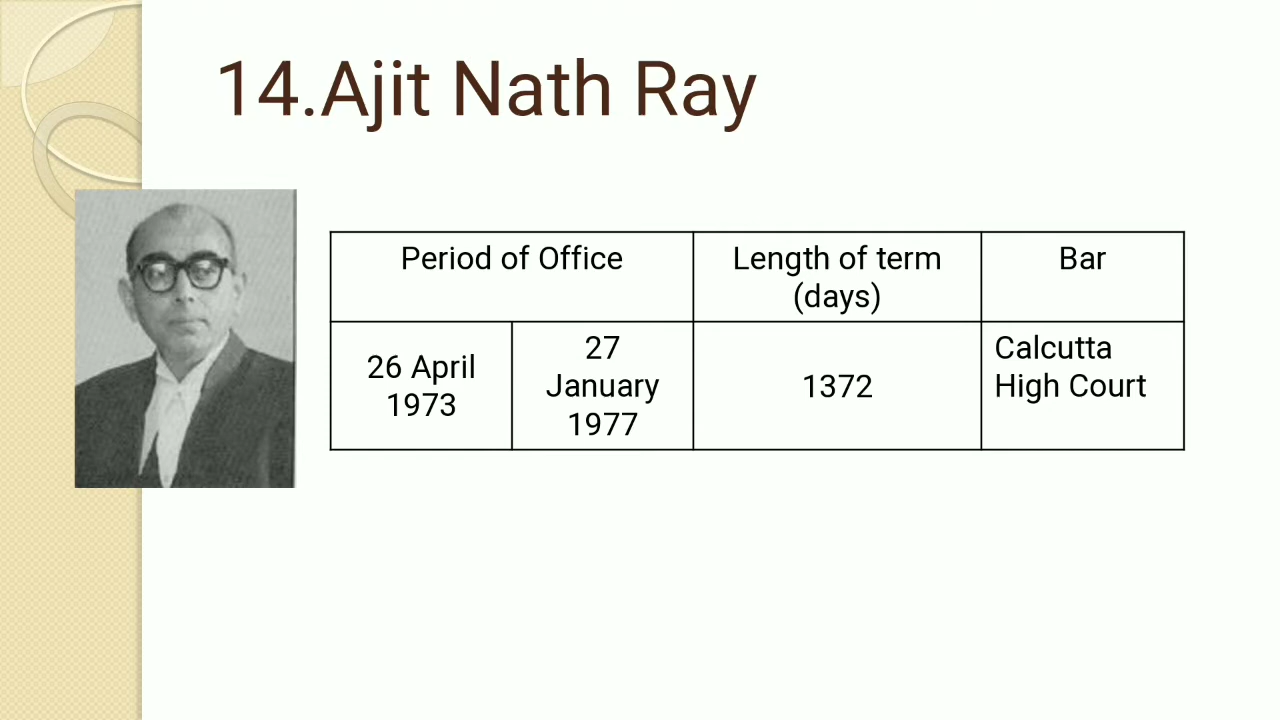 14.Ajit Nath Ray
Period of Office
Length of term
(days)
Bar
26 April
1973
27
January
1977
1372
Calcutta
High Court